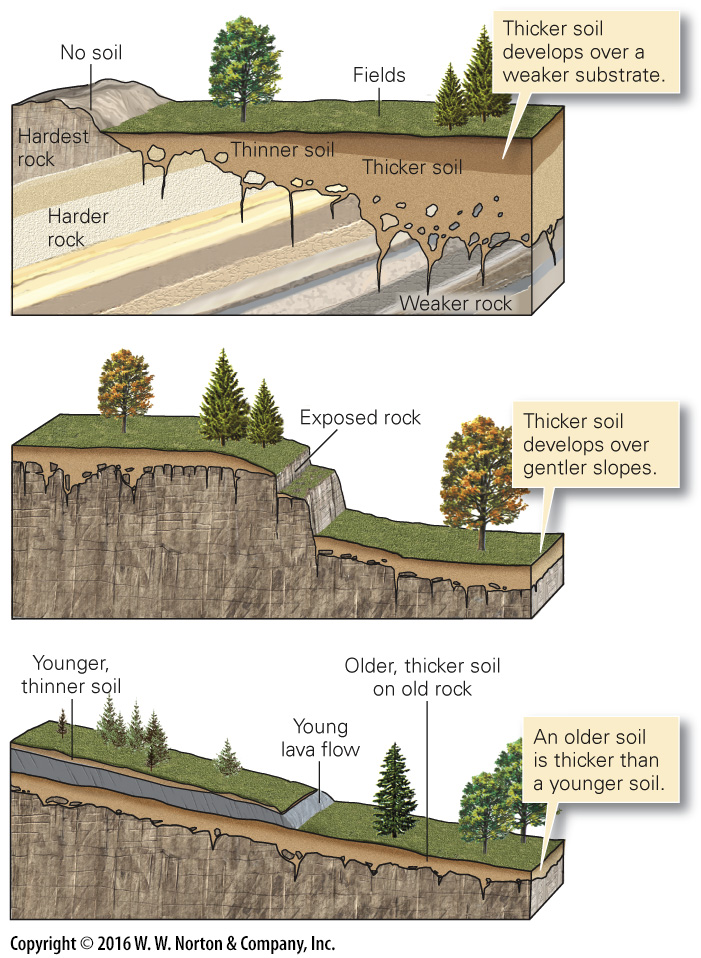 No soil
Fields
Thicker soil
develops over a
weaker substrate.
Hardest
rock
Thinner soil
Thicker soil
Harder
rock
Weaker rock
Exposed rock
Thicker soil
develops over
gentler slopes.
Younger,
thinner soil
Young
lava flow
Older, thicker soil
on old rock
An older soil
is thicker than
a younger soil.
Copyright © 2016 W. W. Norton & Company, Inc.